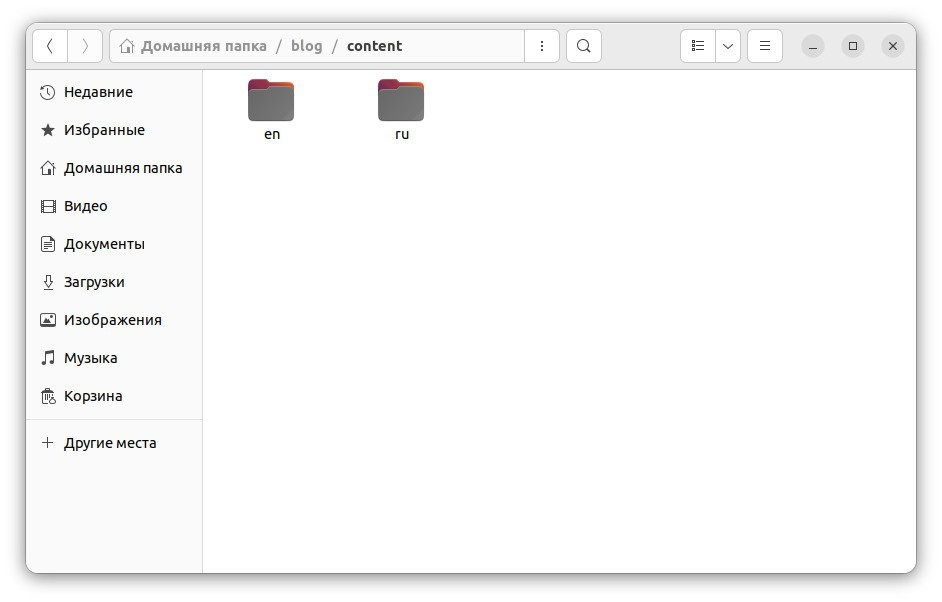 Домашняя папка / blog / content
Недавние
Избранные
Домашняя папка
Видео
Документы
Загрузки
Изображения
Музыка
Корзина
Другие места
en
ru